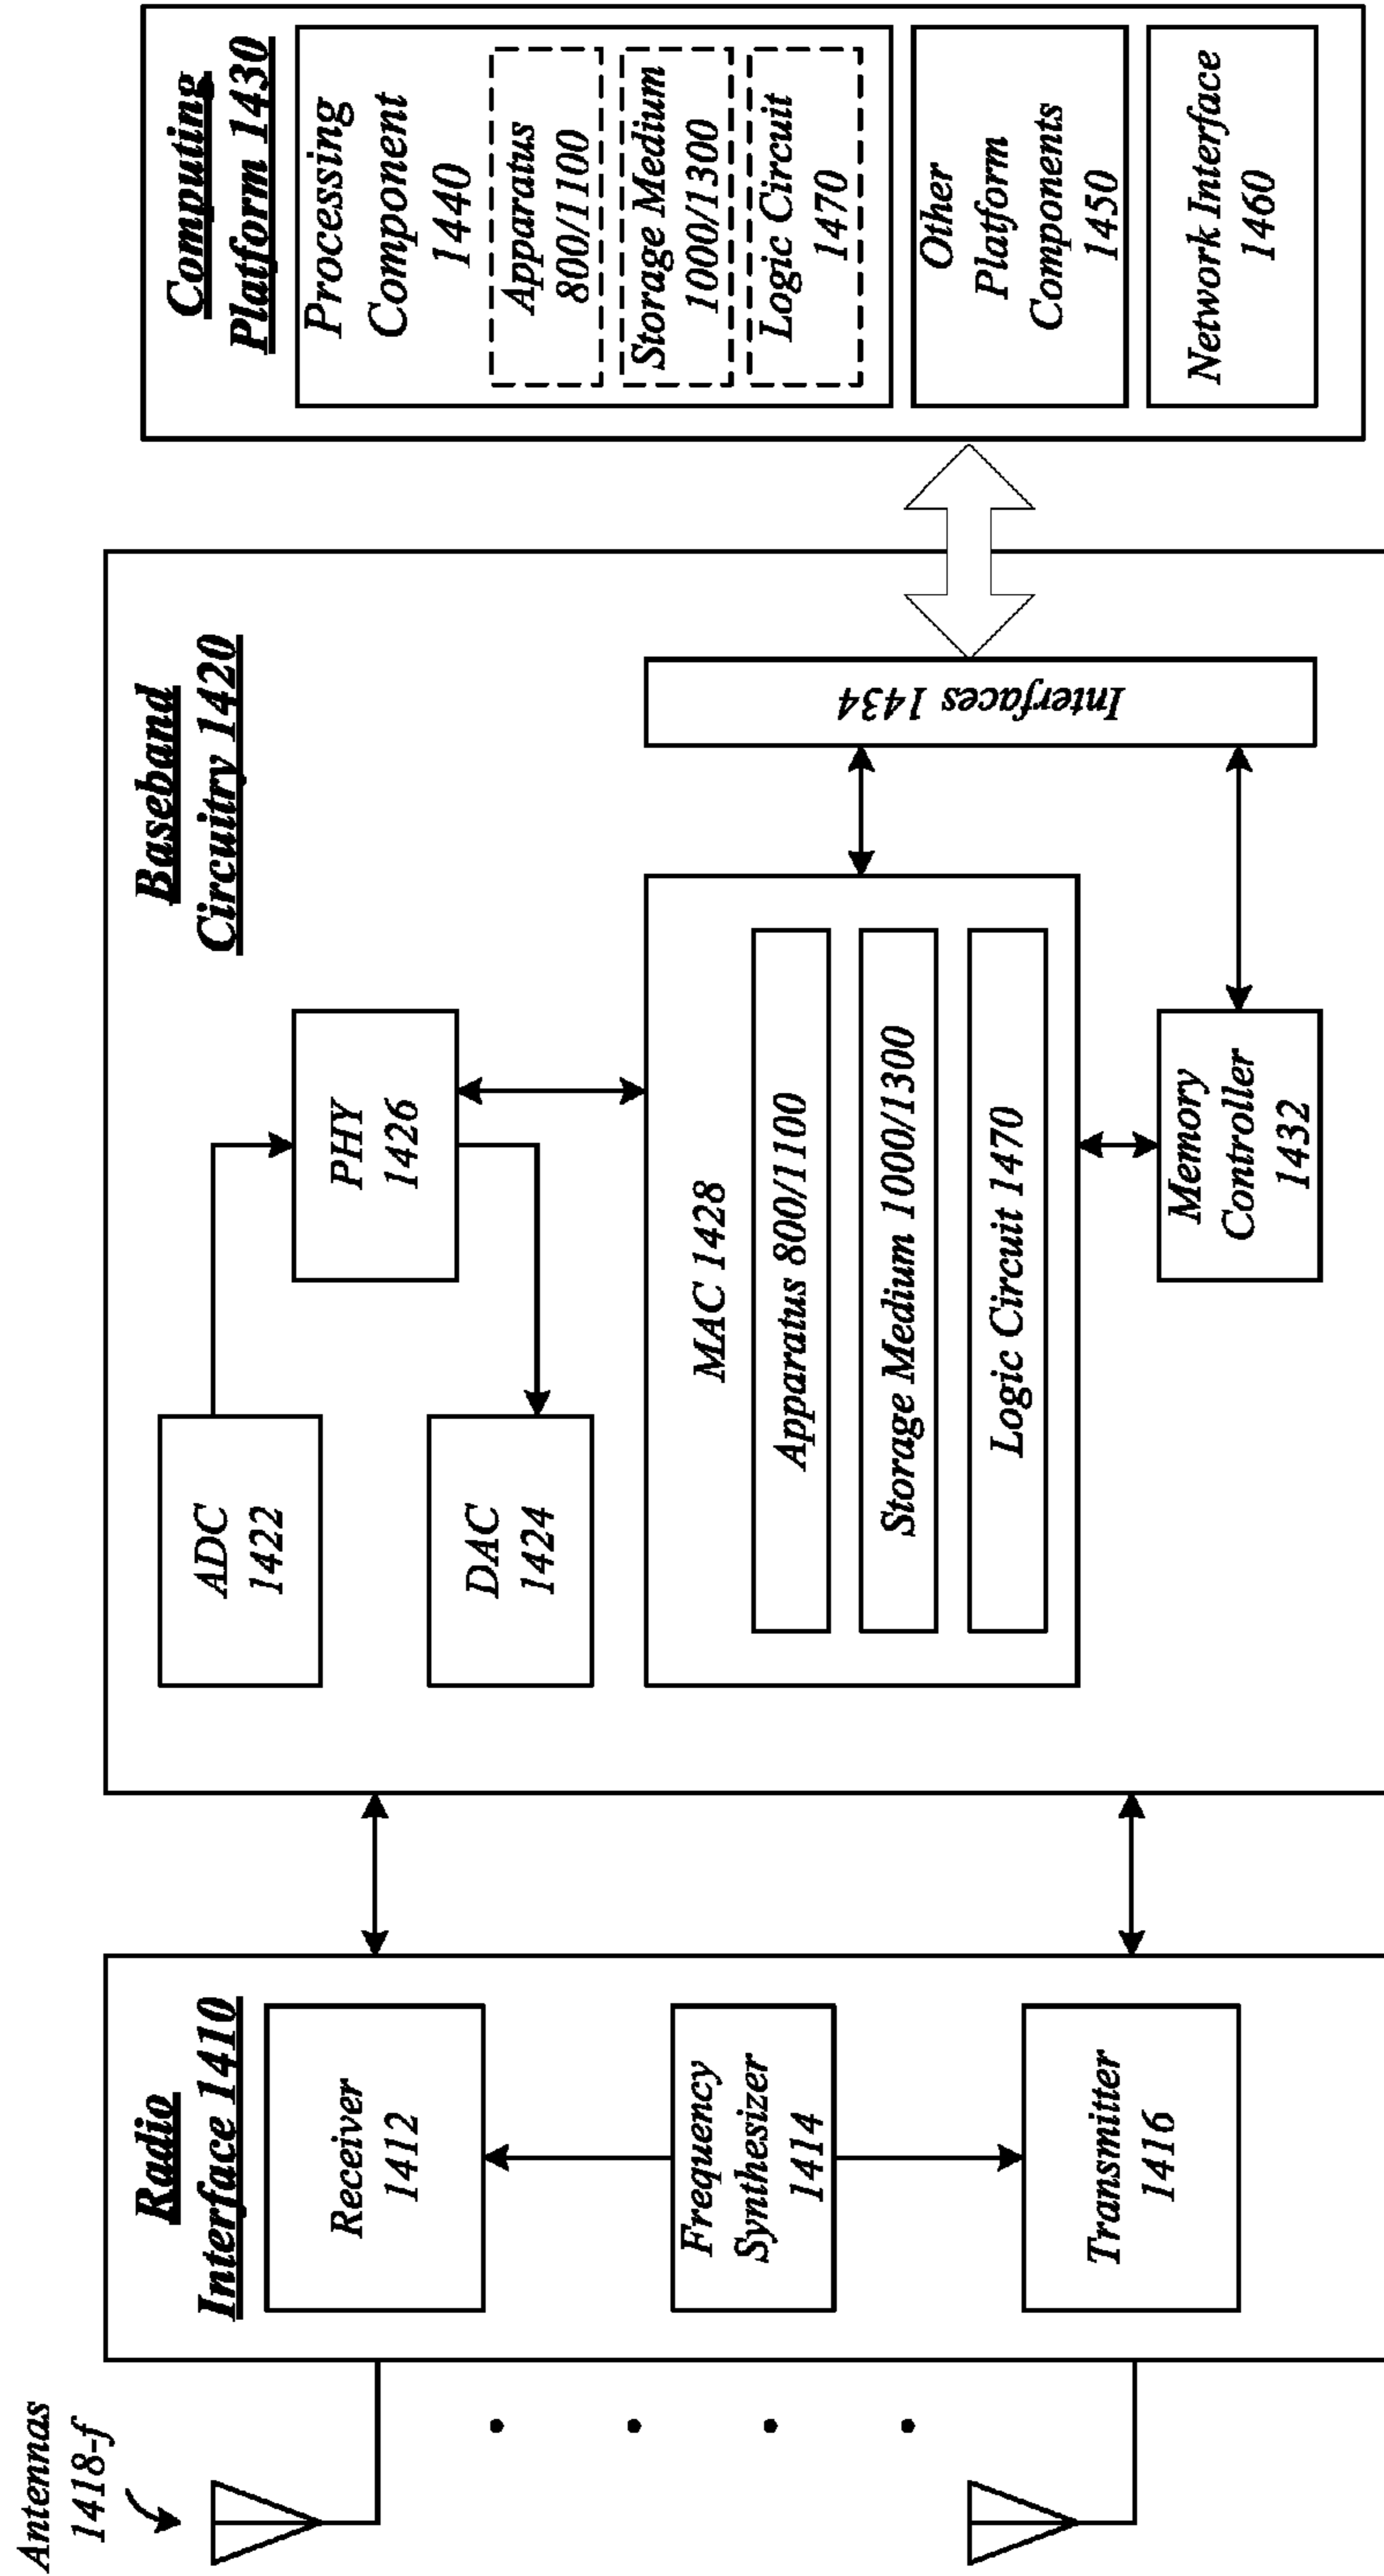 Antennas
1418-f
Radio
Interface 1410
Receiver
1412
Frequency
Synthesizer
1414
Transmitter
1416
Baseband
Circuitry 1420
ADC
1422
DAC
1424
PHY
1426
MAC 1428
Apparatus 800/1100
Storage Medium 1000/1300
Logic Circuit 1470
Memory
Controller
1432
Interfaces 1434
Computing
Platform 1430
Processing
Component
1440
Apparatus
800/1100
Storage Medium
1000/1300
Logic Circuit
1470
Other
Platform
Components
1450
Network Interface
1460